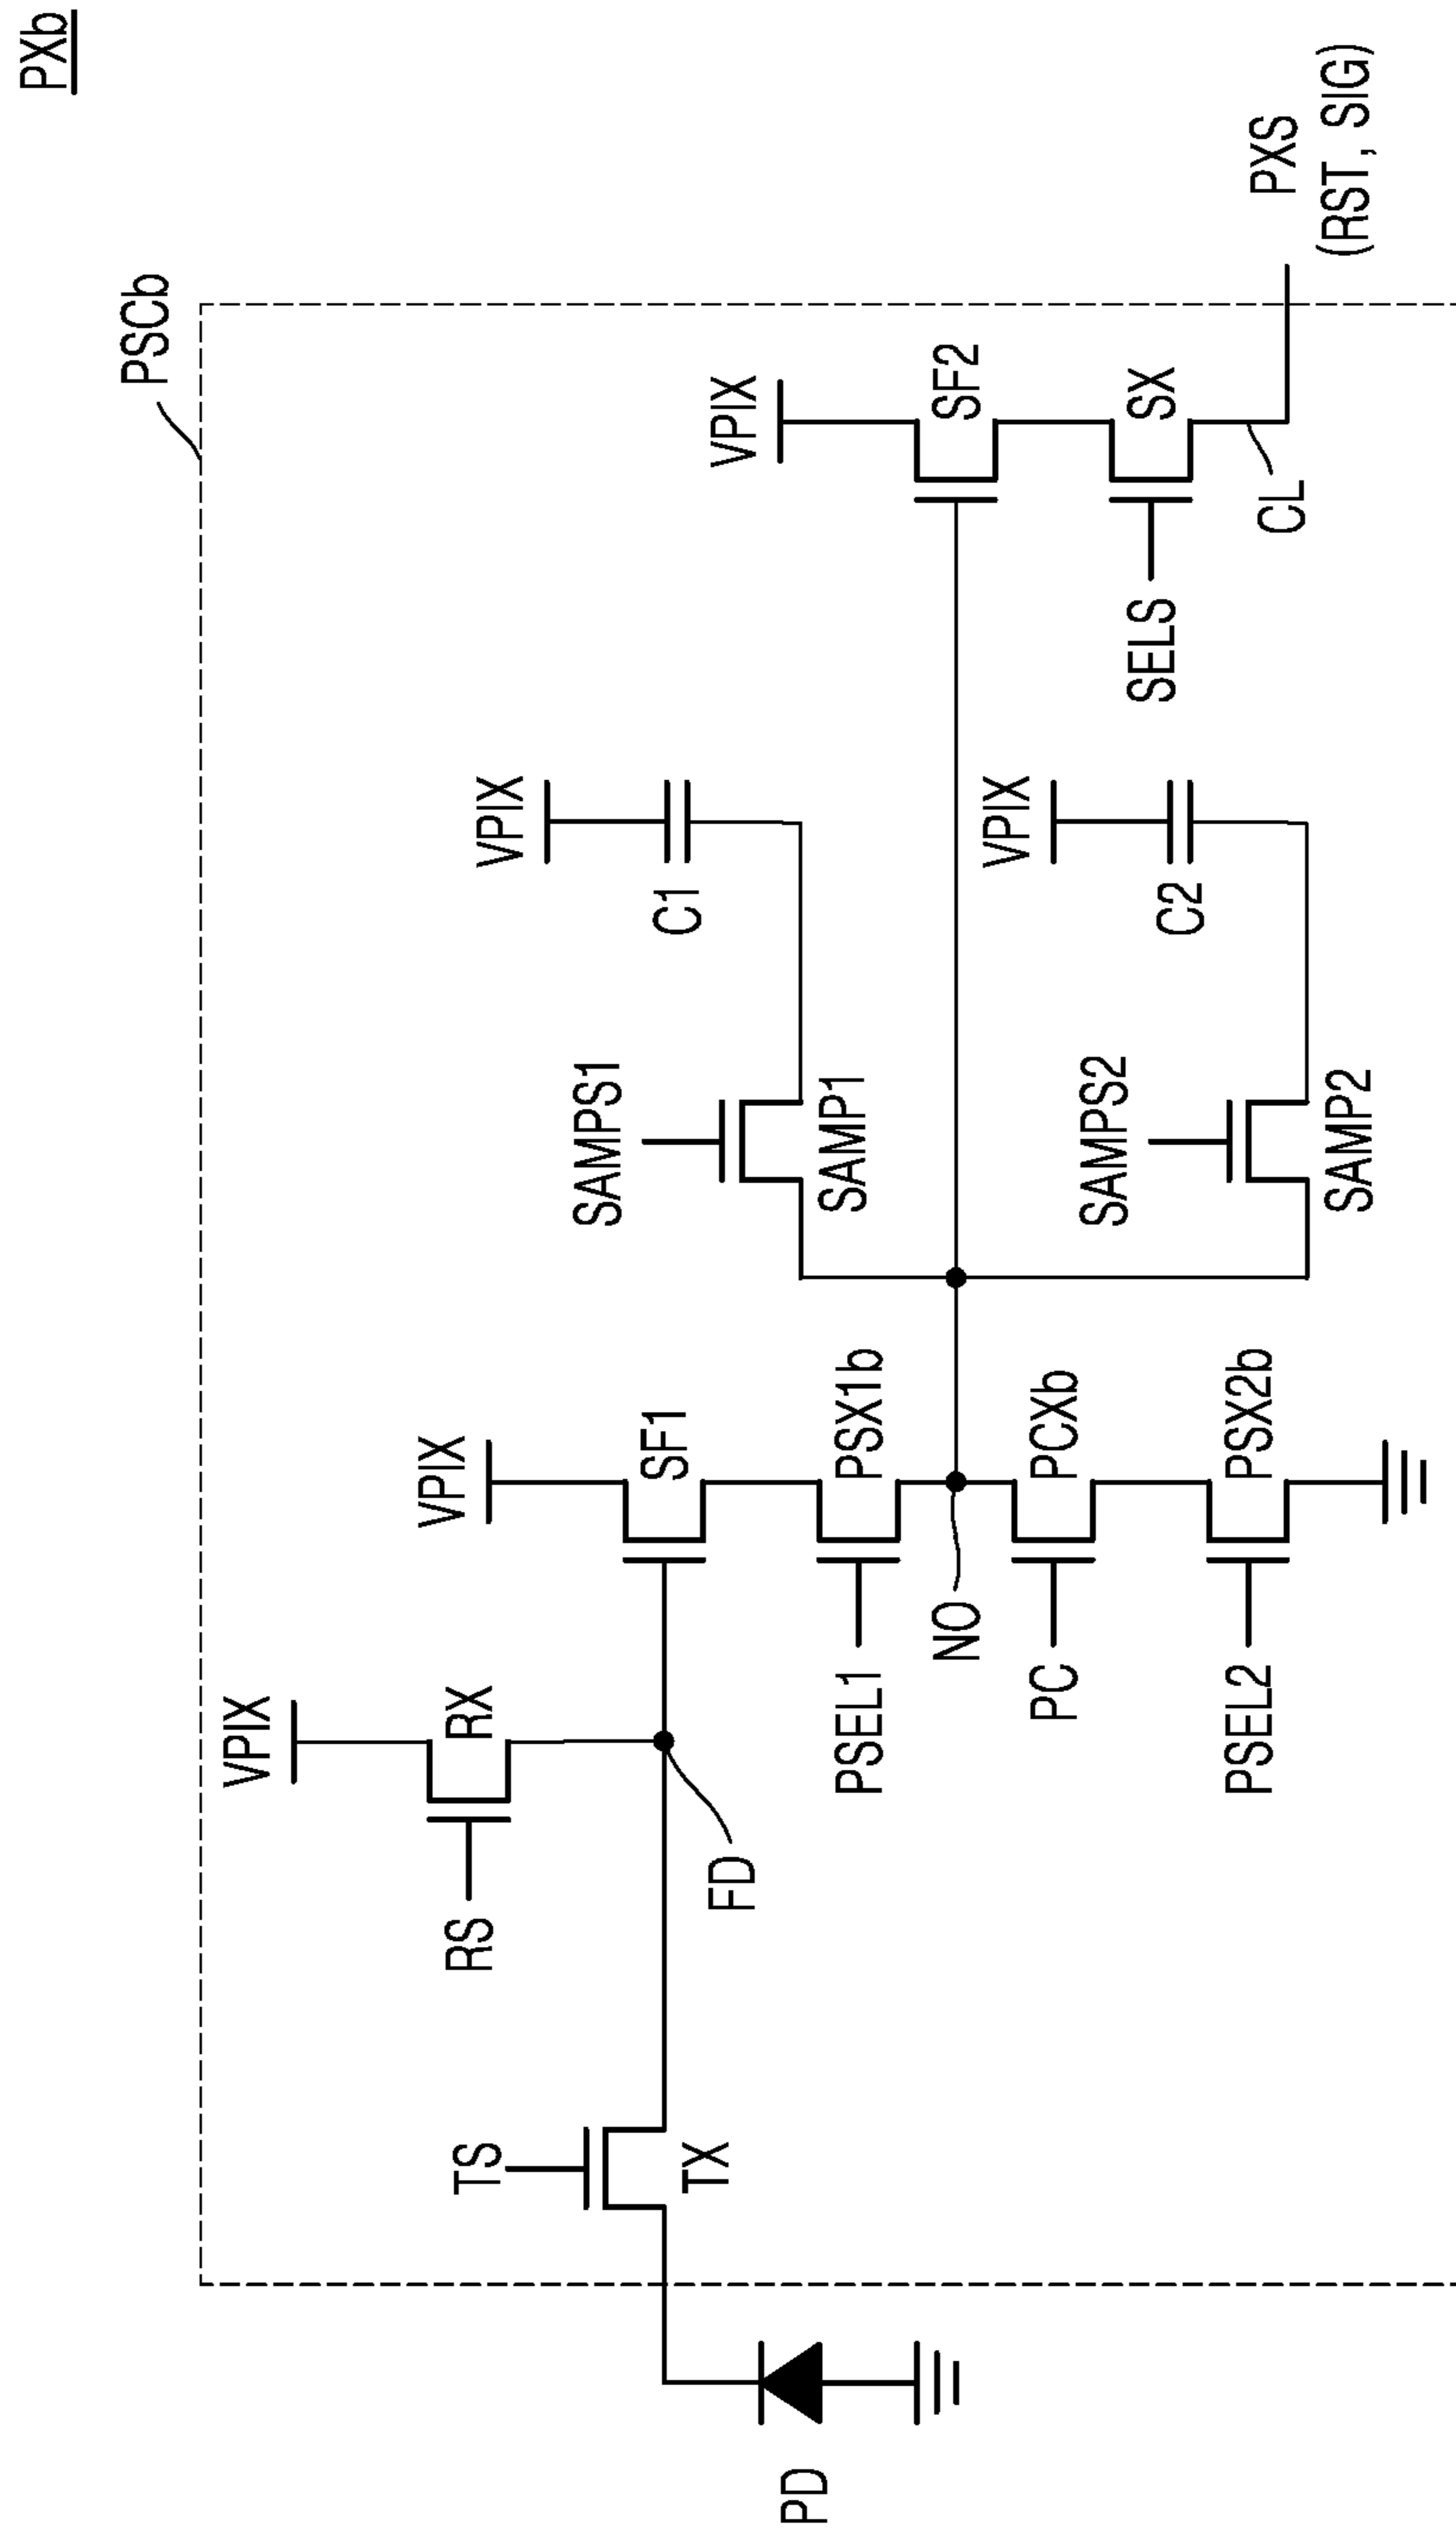 PXb
PSCb
VPIX
RS
RX
TS
TX
FD
PD
VPIX
SF1
PSEL1
PSX1b
NO
PC
PCXb
PSEL2
PSX2b
SAMPS1
SAMP1
VPIX
C1
SAMPS2
SAMP2
VPIX
C2
VPIX
SF2
SELS
SX
CL
PXS
(RST, SIG)